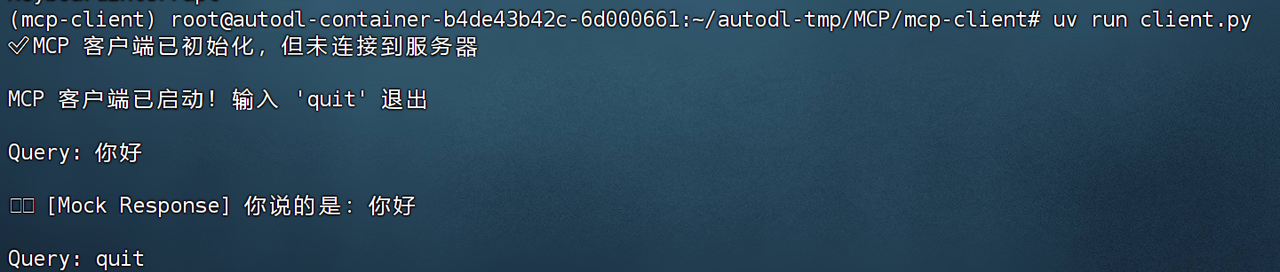 (mcp-client) root@autodl-container-b4de43b42c-6d000661:~/autodl-tmp/MCP/mcp-client# uv run client.py
✅MCP 客户端已初始化，但未连接到服务器
MCP 客户端已启动！输入 'quit' 退出
Query: 你好
[Mock Response] 你说的是：你好
Query: quit